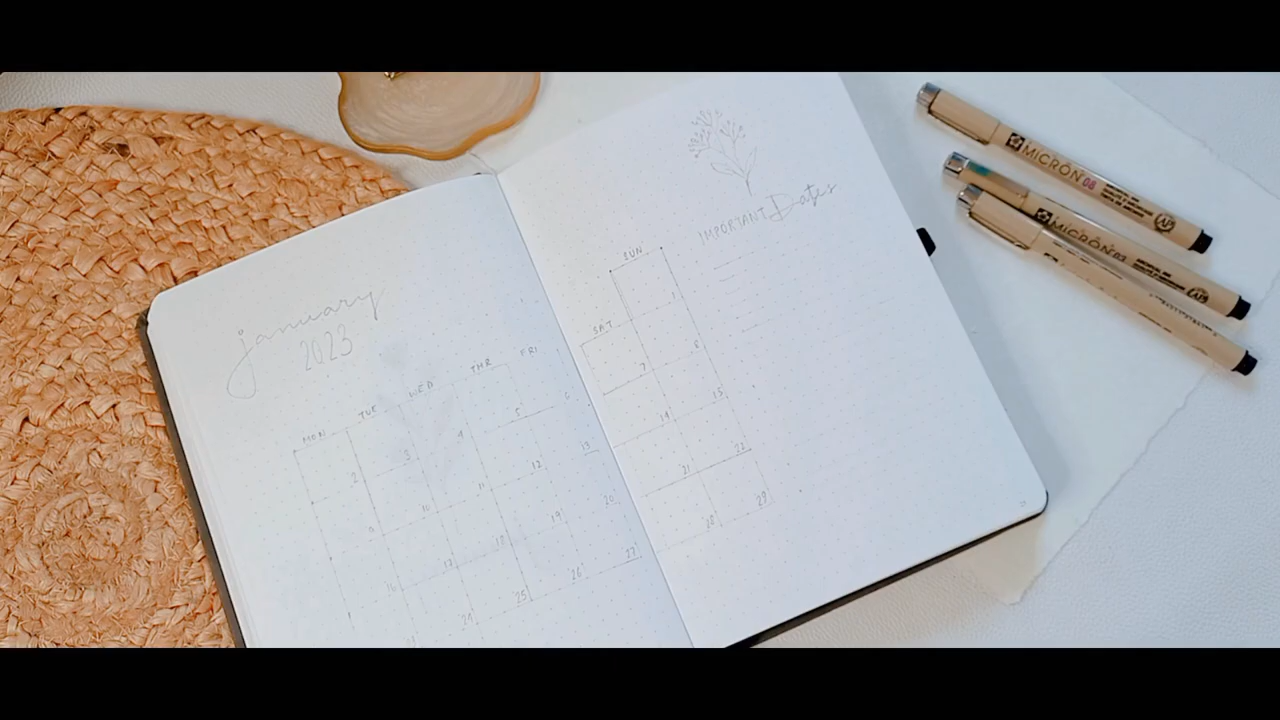 january
2023
MON TUE WED THR FRI
2 3 4 5 6
9 10 11 12 13
16 17 18 19 20
24 25 26 27
SAT SUN
1
7 8
14 15
21 22
28 29
IMPORTANT Dates
MICRON 08
MICRON 03